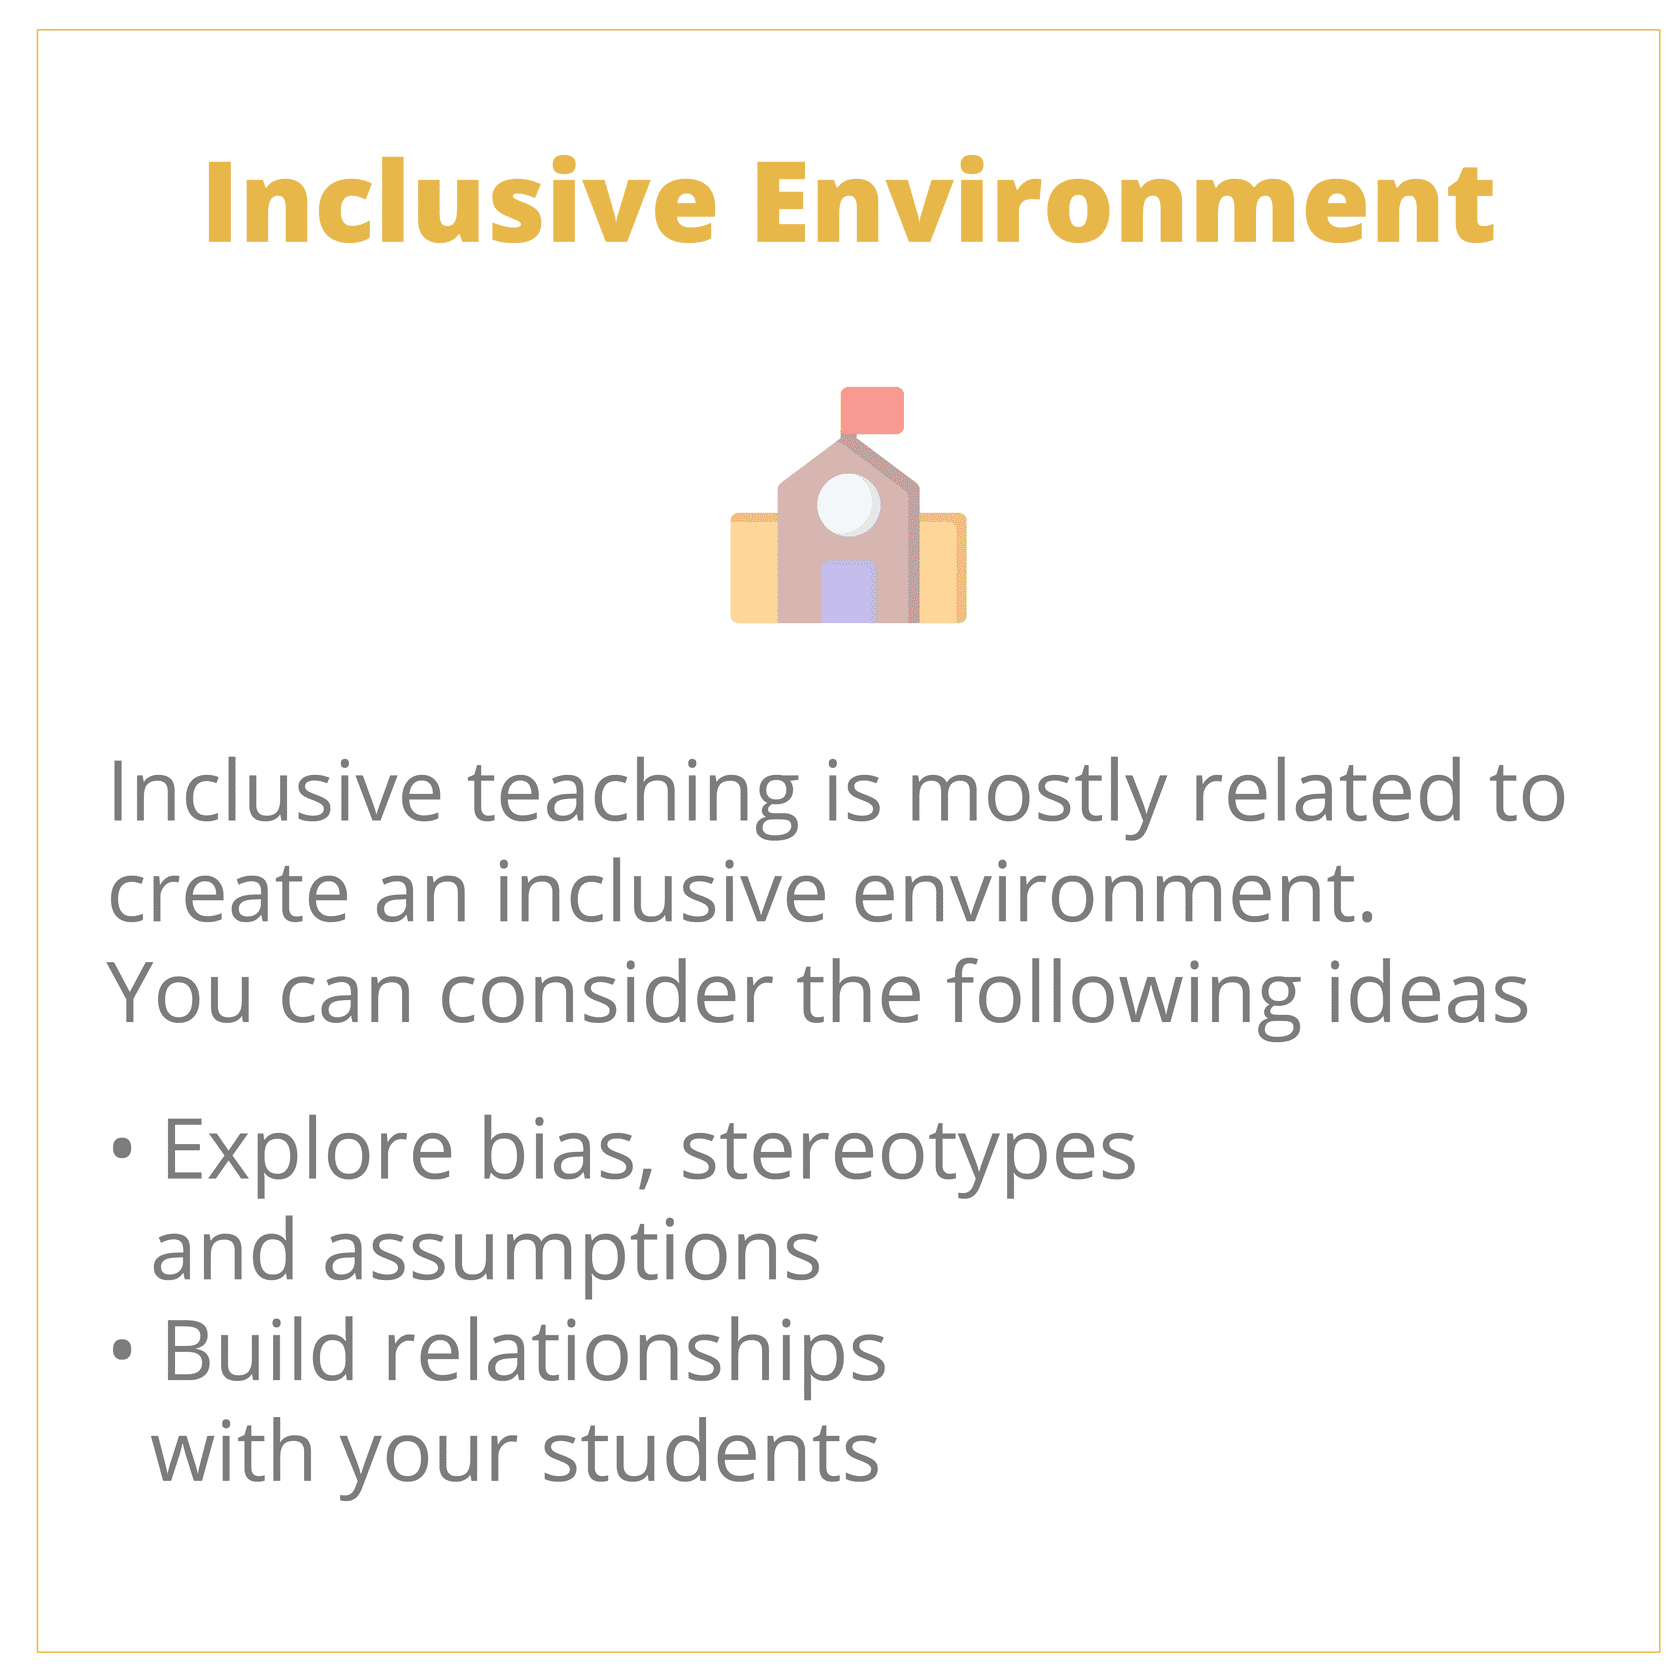 Inclusive Environment
Inclusive teaching is mostly related to
create an inclusive environment.
You can consider the following ideas
• Explore bias, stereotypes
and assumptions
• Build relationships
with your students